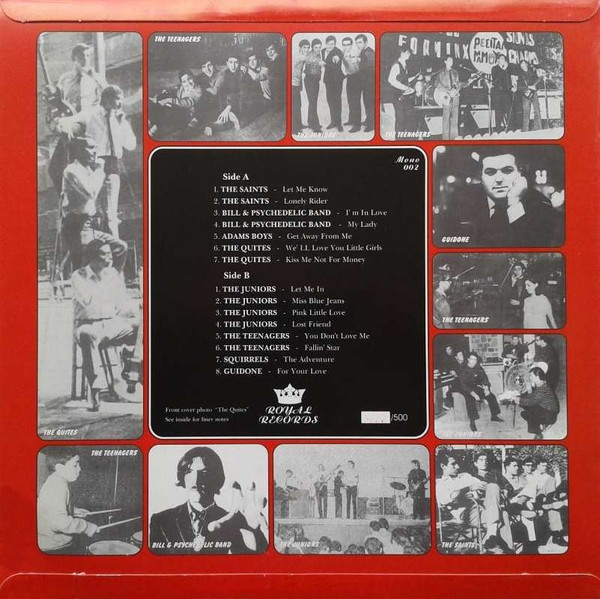 THE TEENAGERS
THE JUNIORS
FORMINX
THE TEENAGERS
Mono
002
Side A
1. THE SAINTS - Let Me Know
2. THE SAINTS - Lonely Rider
3. BILL & PSYCHEDELIC BAND - I'm In Love
4. BILL & PSYCHEDELIC BAND - My Lady
5. ADAMS BOYS - Get Away From Me
6. THE QUITES - We' LL Love You Little Girls
7. THE QUITES - Kiss Me Not For Money
Side B
1. THE JUNIORS - Let Me In
2. THE JUNIORS - Miss Blue Jeans
3. THE JUNIORS - Pink Little Love
4. THE JUNIORS - Lost Friend
5. THE TEENAGERS - You Don't Love Me
6. THE TEENAGERS - Fallin' Star
7. SQUIRRELS - The Adventure
8. GUIDONE - For Your Love
From cover photo "The Quites"
See inside for liner notes
ROYAL
RECORDS
/500
GUIDONE
THE TEENAGERS
THE QUITES
THE TEENAGERS
BILL & PSYCHEDELIC BAND
THE JUNIORS
THE SAINTS